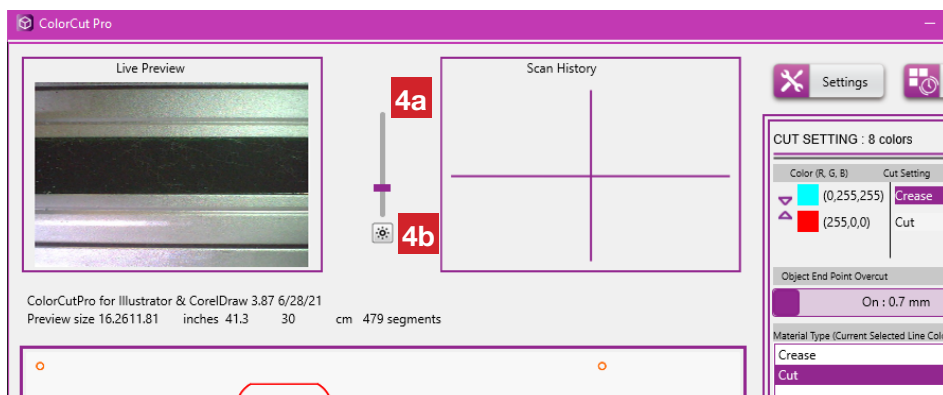 ColorCut Pro
Live Preview
4a
4b
Scan History
Settings
CUT SETTING : 8 colors
Color (R, G, B) Cut Setting
(0,255,255) Crease
(255,0,0) Cut
Object End Point Overcut
On : 0.7 mm
Material Type (Current Selected Line Colo
Crease
Cut
ColorCutPro for Illustrator & CorelDraw 3.87 6/28/21
Preview size 16.2611.81 inches 41.3 30 cm 479 segments